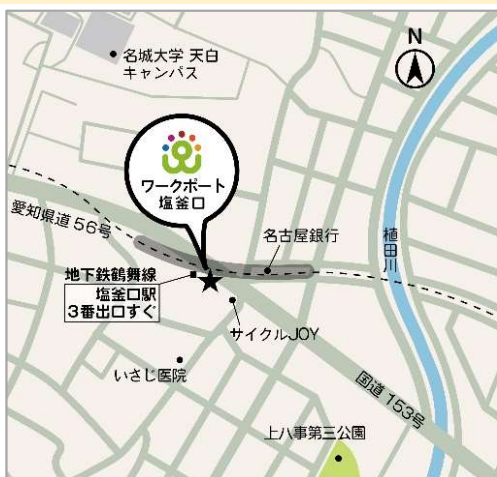 名城大学 天白
キャンパス
N
ワークポート
塩釜口
愛知県道56号
名古屋銀行
植田川
地下鉄鶴舞線
塩釜口駅
3番出口すぐ
サイクルJOY
いさじ医院
国道153号
上八事第三公園